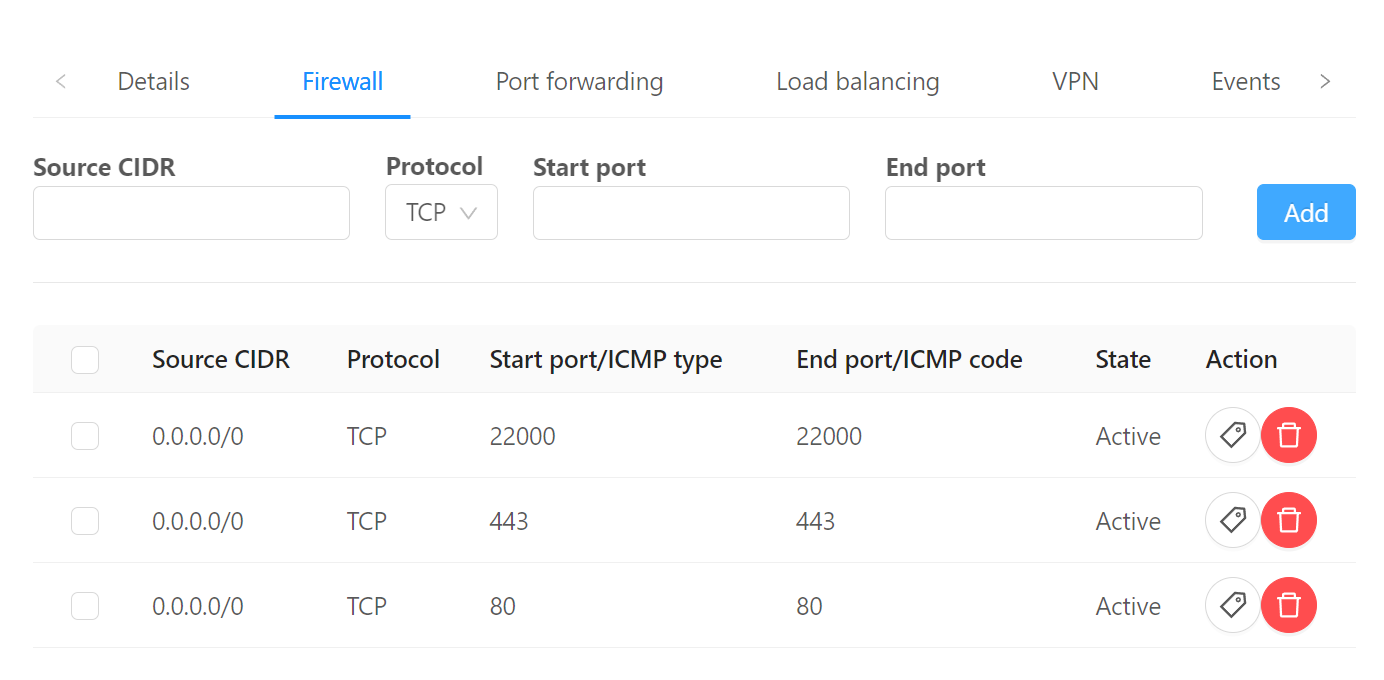 Details Firewall Port forwarding Load balancing VPN Events
Source CIDR Protocol Start port End port
TCP Add
Source CIDR Protocol Start port/ICMP type End port/ICMP code State Action
0.0.0.0/0 TCP 22000 22000 Active
0.0.0.0/0 TCP 443 443 Active
0.0.0.0/0 TCP 80 80 Active